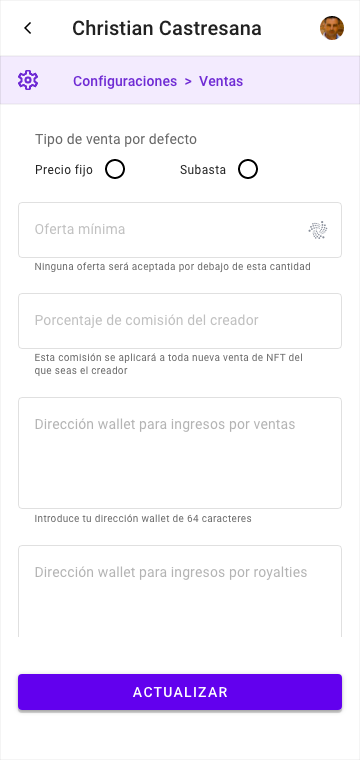 Christian Castresana
Configuraciones > Ventas
Tipo de venta por defecto
Precio fijo
Subasta
Oferta mínima
Ninguna oferta será aceptada por debajo de esta cantidad
Porcentaje de comisión del creador
Esta comisión se aplicará a toda nueva venta de NFT del
que seas el creador
Dirección wallet para ingresos por ventas
Introduce tu dirección wallet de 64 caracteres
Dirección wallet para ingresos por royalties
ACTUALIZAR